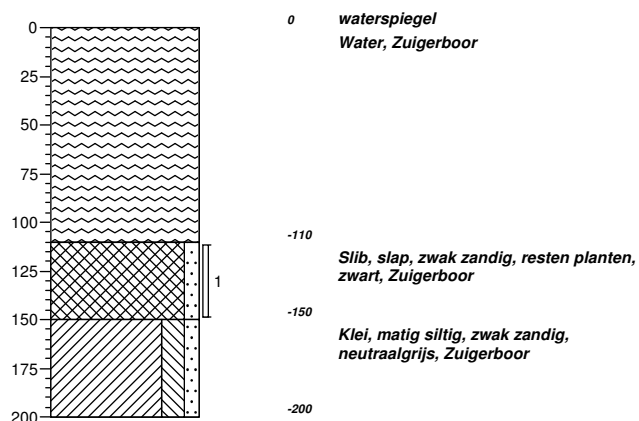 0
25
50
75
100
125
150
175
200
1
0 waterspiegel
Water, Zuigerboor
-110
Slib, slap, zwak zandig, resten planten,
zwart, Zuigerboor
-150
Klei, matig siltig, zwak zandig,
neutraalgrijs, Zuigerboor
-200